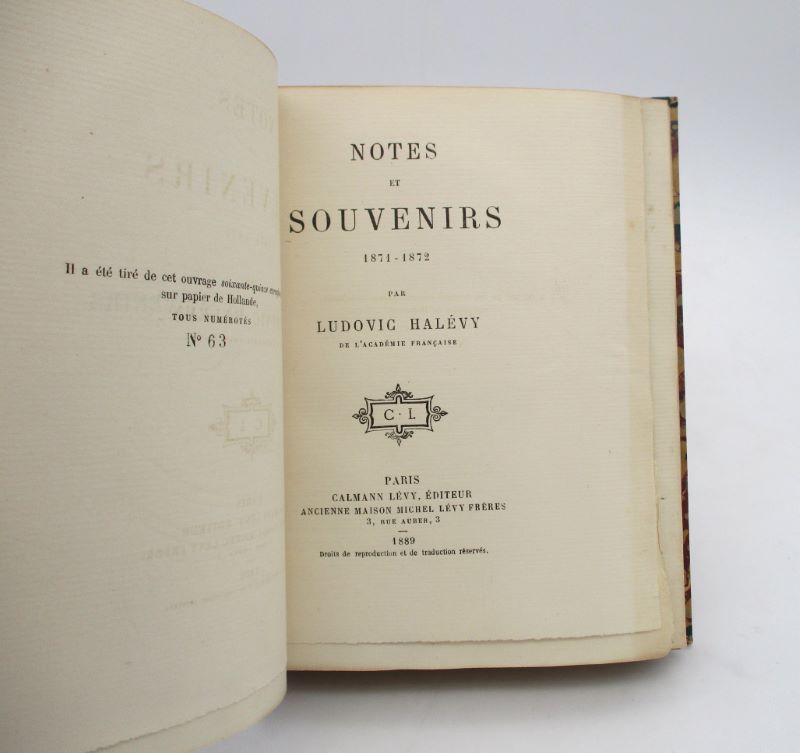 Il a été tiré de cet ouvrage soixante-quinze
sur papier de Hollande,
TOUS NUMÉROTÉS
N° 63
NOTES
ET
SOUVENIRS
1871-1872
PAR
LUDOVIC HALÉVY
DE L'ACADÉMIE FRANÇAISE
C·L
PARIS
CALMANN LÉVY, ÉDITEUR
ANCIENNE MAISON MICHEL LÉVY FRÈRES
3, RUE AUBER, 3
1889
Droits de reproduction et de traduction réservés.